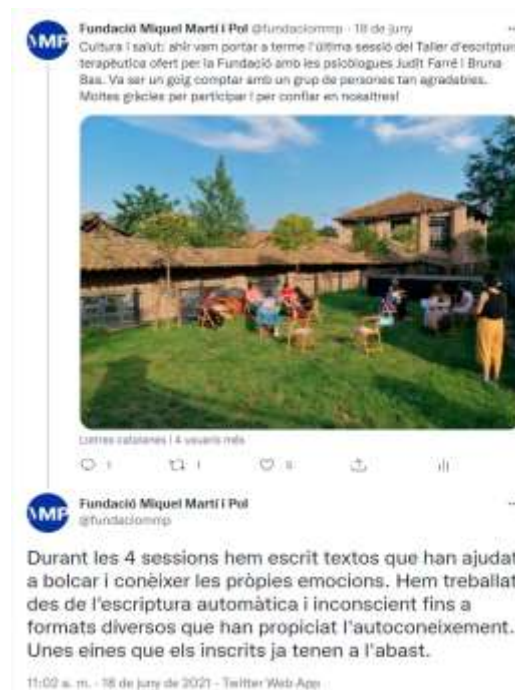 Fundació Miquel Martí i Pol @fundaciommp · 18 de juny
Cultura i salut: ahir vam portar a terme l'última sessió del Taller d'escriptura
terapèutica ofert per la Fundació amb les psicòlogues Judit Farré i Bruna
Bas. Va ser un goig comptar amb un grup de persones tan agradables.
Moltes gràcies per participar i per confiar en nosaltres!
Lletres catalanes i 4 usuaris més
1 1
MP
Fundació Miquel Martí i Pol
@fundaciommp
Durant les 4 sessions hem escrit textos que han ajudat
a bolcar i conèixer les pròpies emocions. Hem treballat
des de l'escriptura automàtica i inconscient fins a
formats diversos que han propiciat l'autoconeixement.
Unes eines que els inscrits ja tenen a l'abast.
11:02 a. m. · 18 de juny de 2021 · Twitter Web App